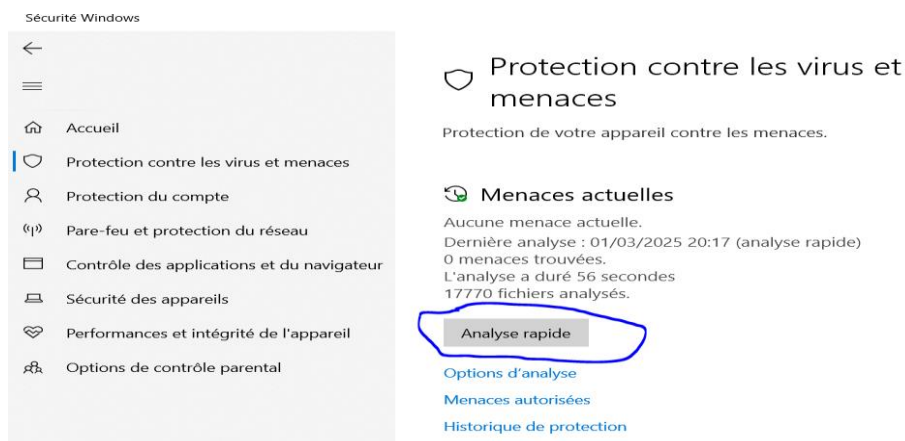 Sécurité Windows
Accueil
Protection contre les virus et menaces
Protection du compte
Pare-feu et protection du réseau
Contrôle des applications et du navigateur
Sécurité des appareils
Performances et intégrité de l'appareil
Options de contrôle parental
Protection contre les virus et
menaces
Protection de votre appareil contre les menaces.
Menaces actuelles
Aucune menace actuelle.
Dernière analyse : 01/03/2025 20:17 (analyse rapide)
0 menaces trouvées.
L'analyse a duré 56 secondes
17770 fichiers analysés.
Analyse rapide
Options d'analyse
Menaces autorisées
Historique de protection